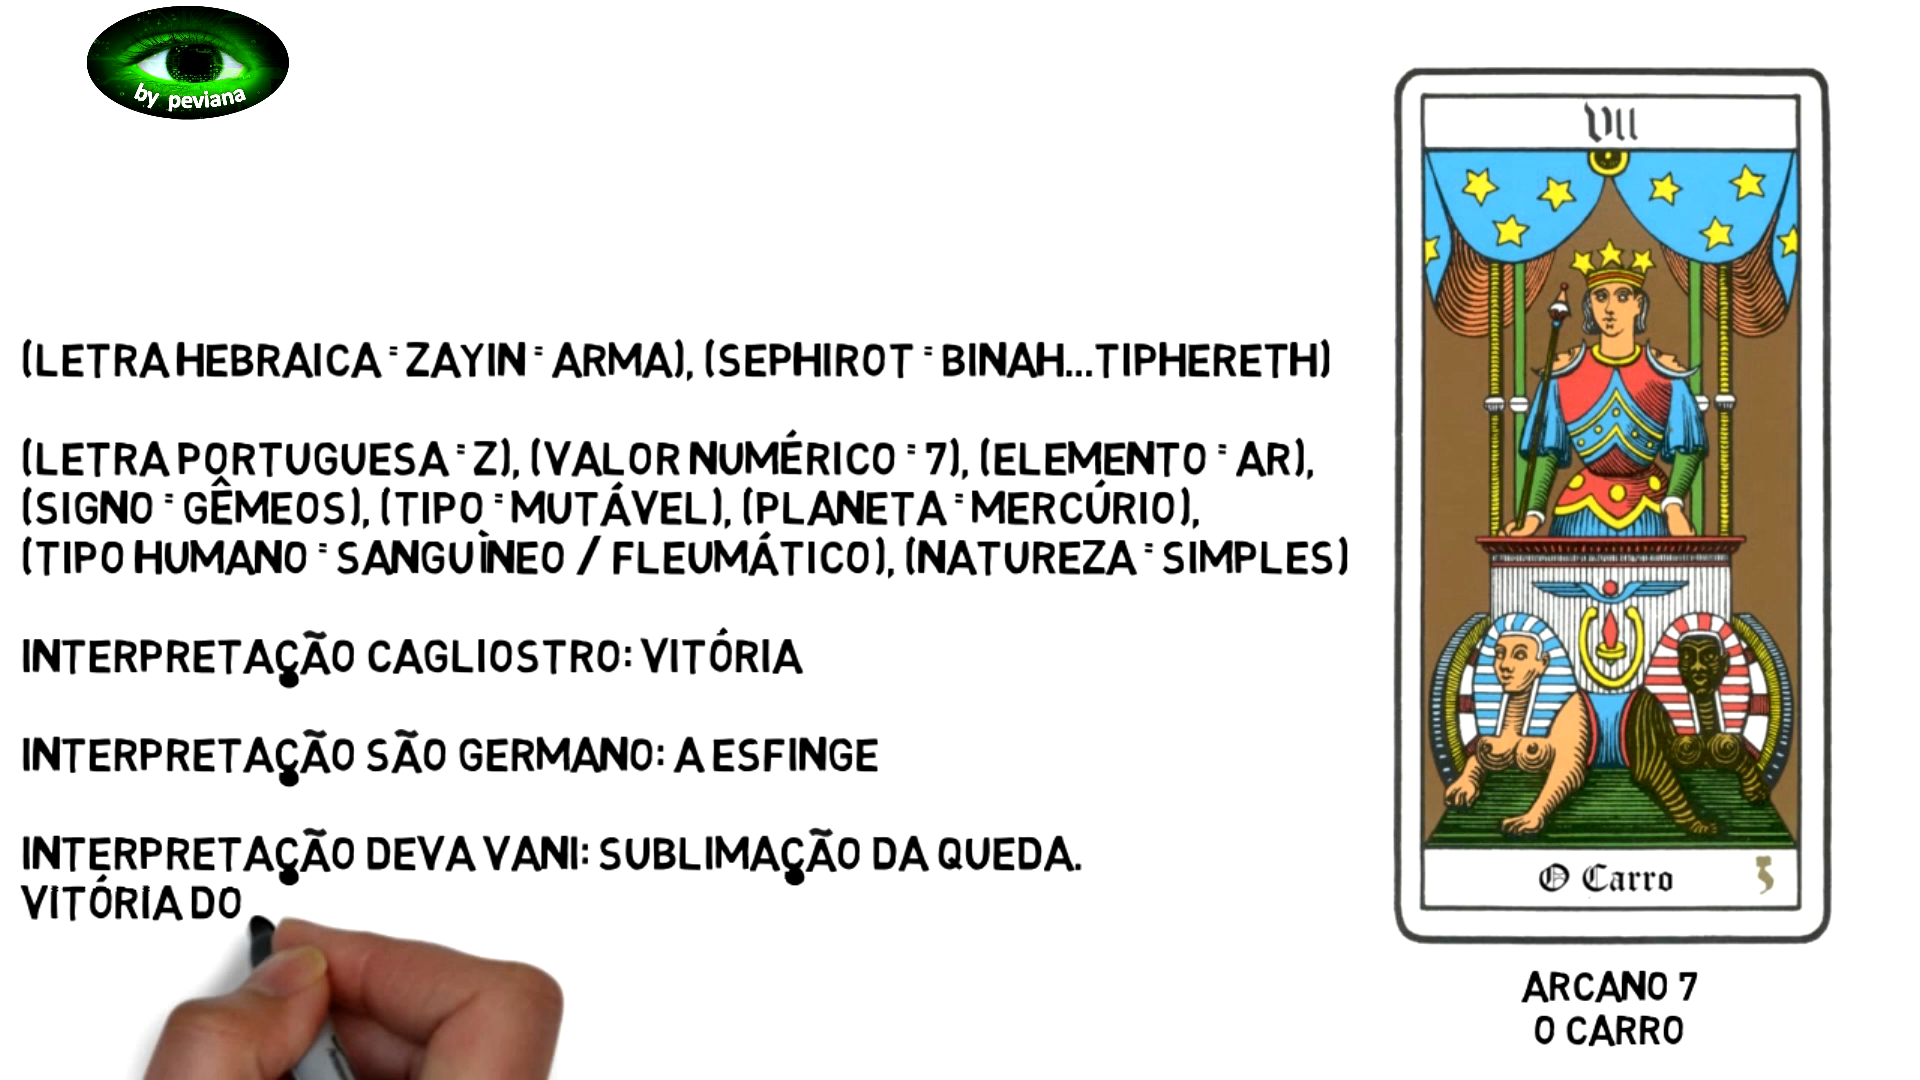 by peviana
(LETRA HEBRAICA = ZAYIN = ARMA), (SEPHIROT = BINAH...TIPHERETH)
(LETRA PORTUGUESA = Z), (VALOR NUMÉRICO = 7), (ELEMENTO = AR),
(SIGNO = GÊMEOS), (TIPO = MUTÁVEL), (PLANETA = MERCÚRIO),
(TIPO HUMANO = SANGUÌNEO / FLEUMÁTICO), (NATUREZA = SIMPLES)
INTERPRETAÇÃO CAGLIOSTRO: VITÓRIA
INTERPRETAÇÃO SÃO GERMANO: A ESFINGE
INTERPRETAÇÃO DEVA VANI: SUBLIMAÇÃO DA QUEDA.
VITÓRIA DO
VII
O Carro
ARCANO 7
O CARRO